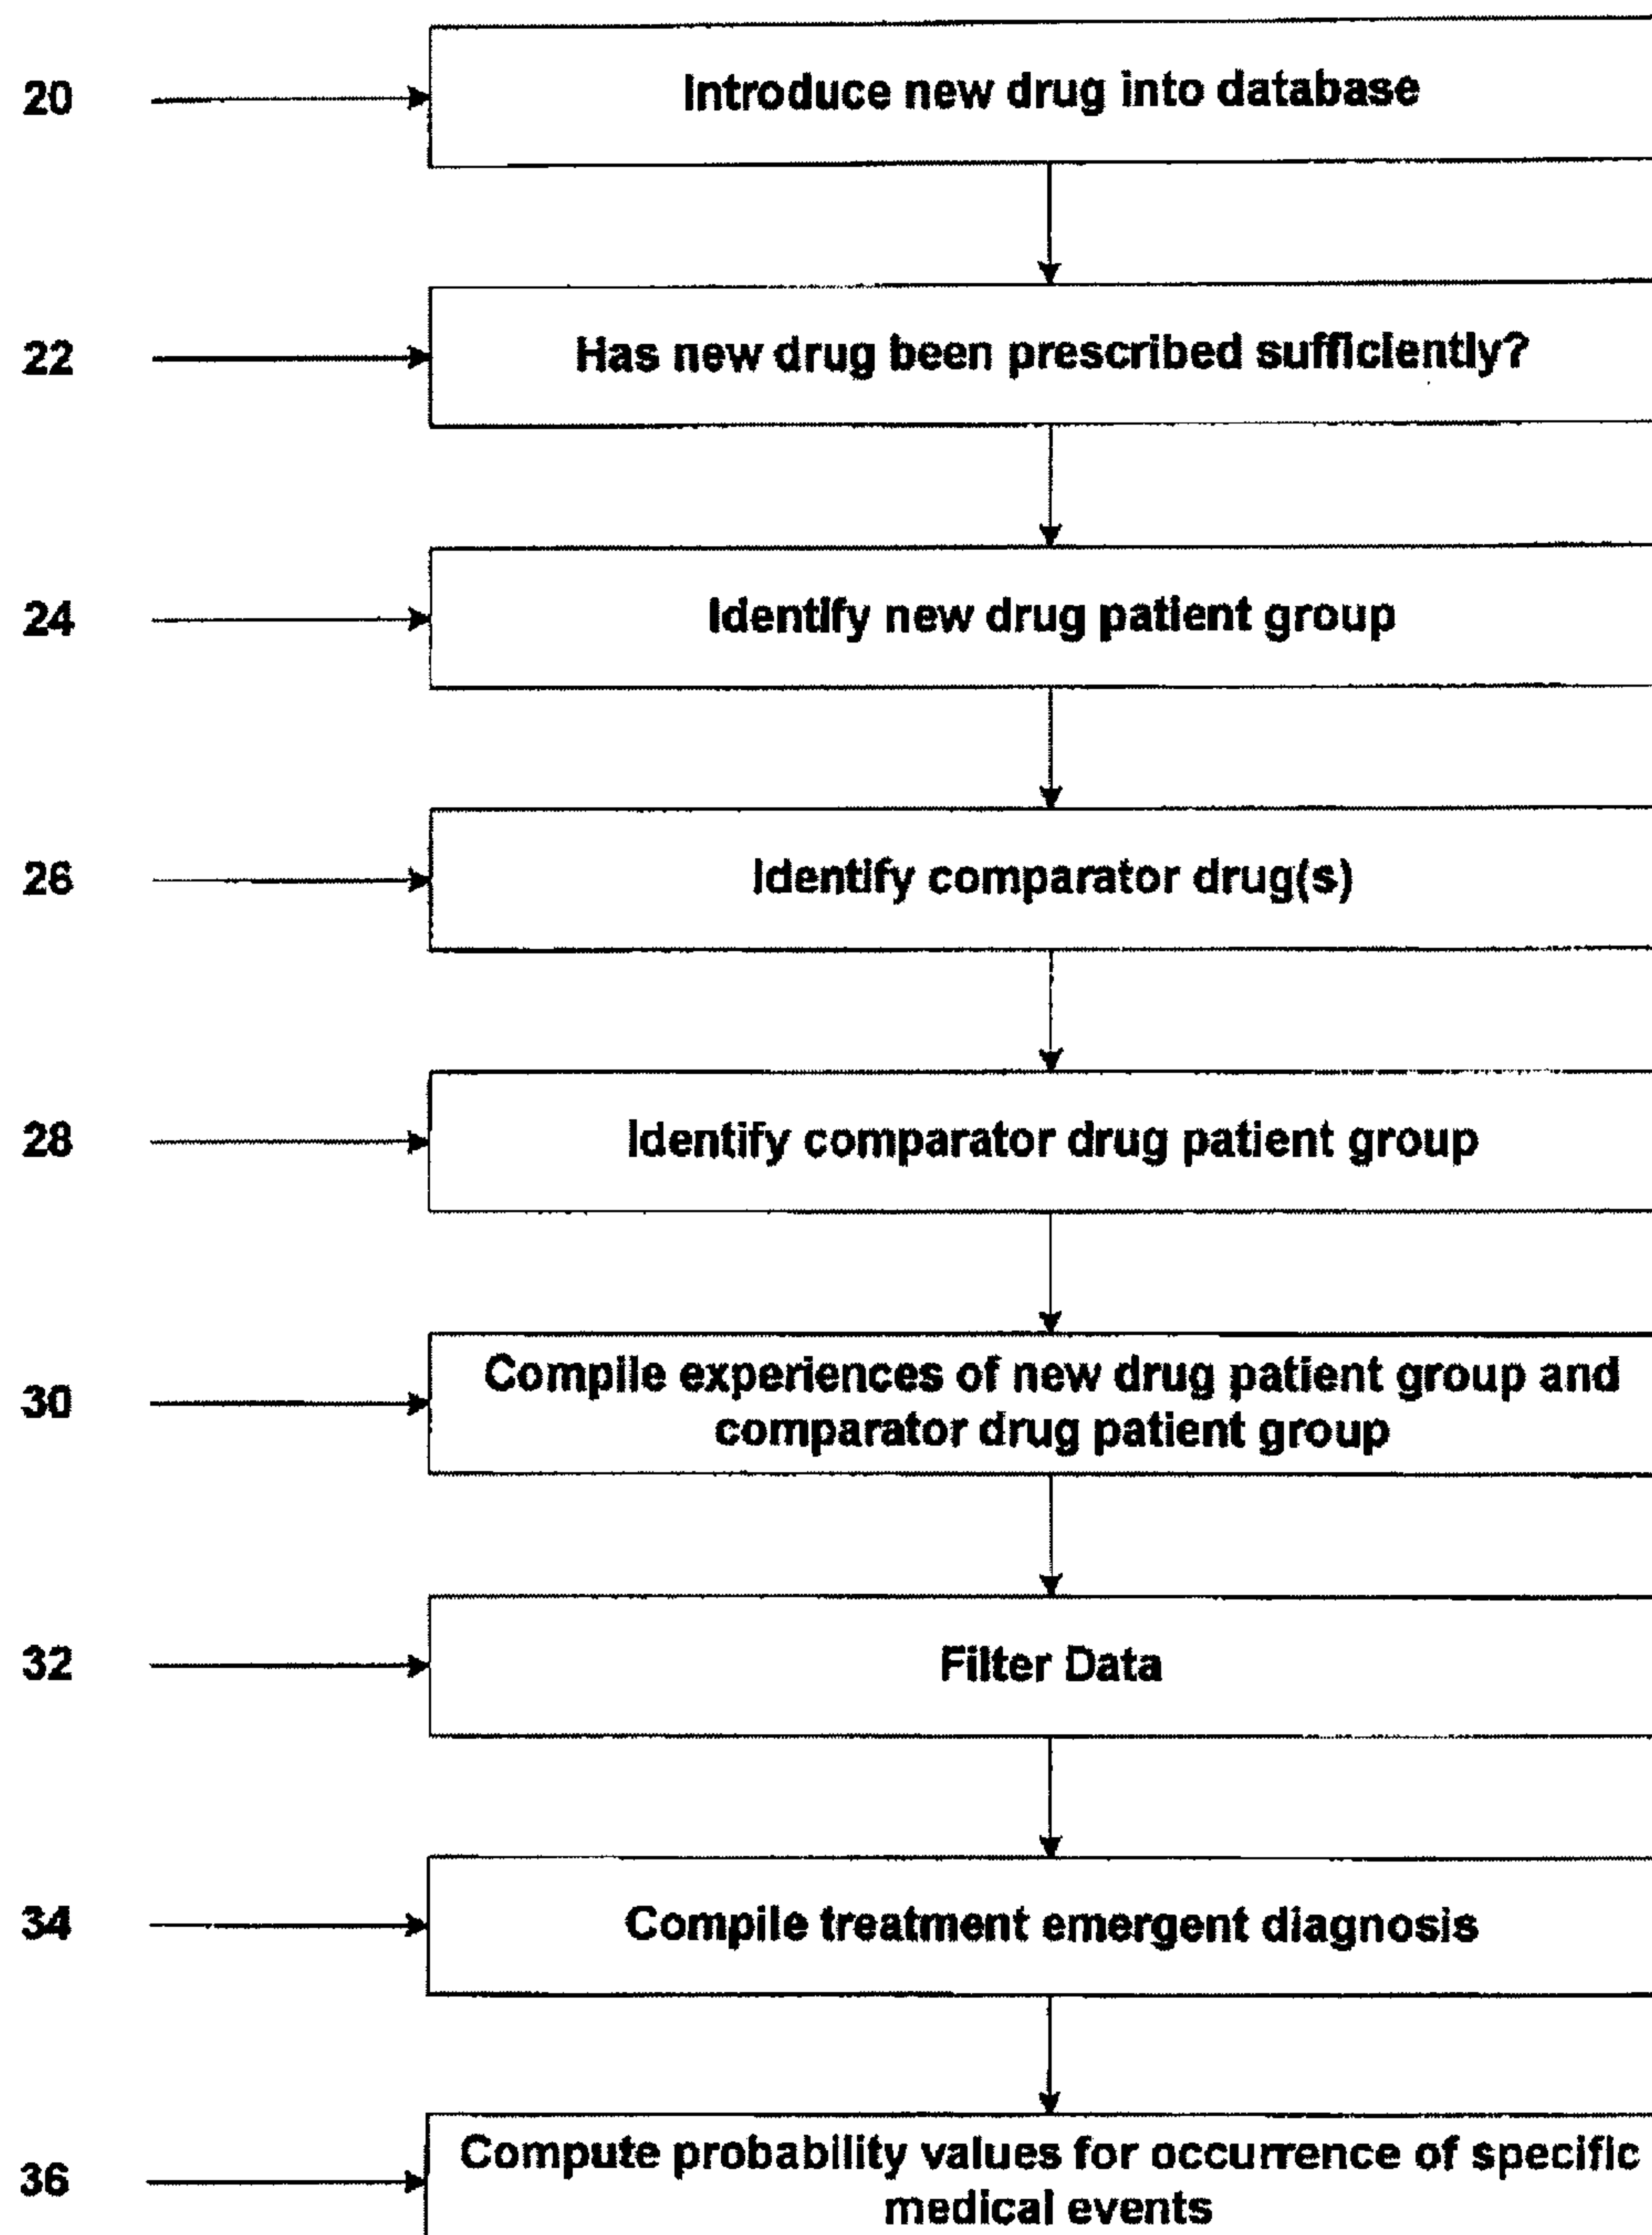 20 Introduce new drug into database
22 Has new drug been prescribed sufficiently?
24 Identify new drug patient group
26 Identify comparator drug(s)
28 Identify comparator drug patient group
30 Compile experiences of new drug patient group and
comparator drug patient group
32 Filter Data
34 Compile treatment emergent diagnosis
36 Compute probability values for occurrence of specific
medical events